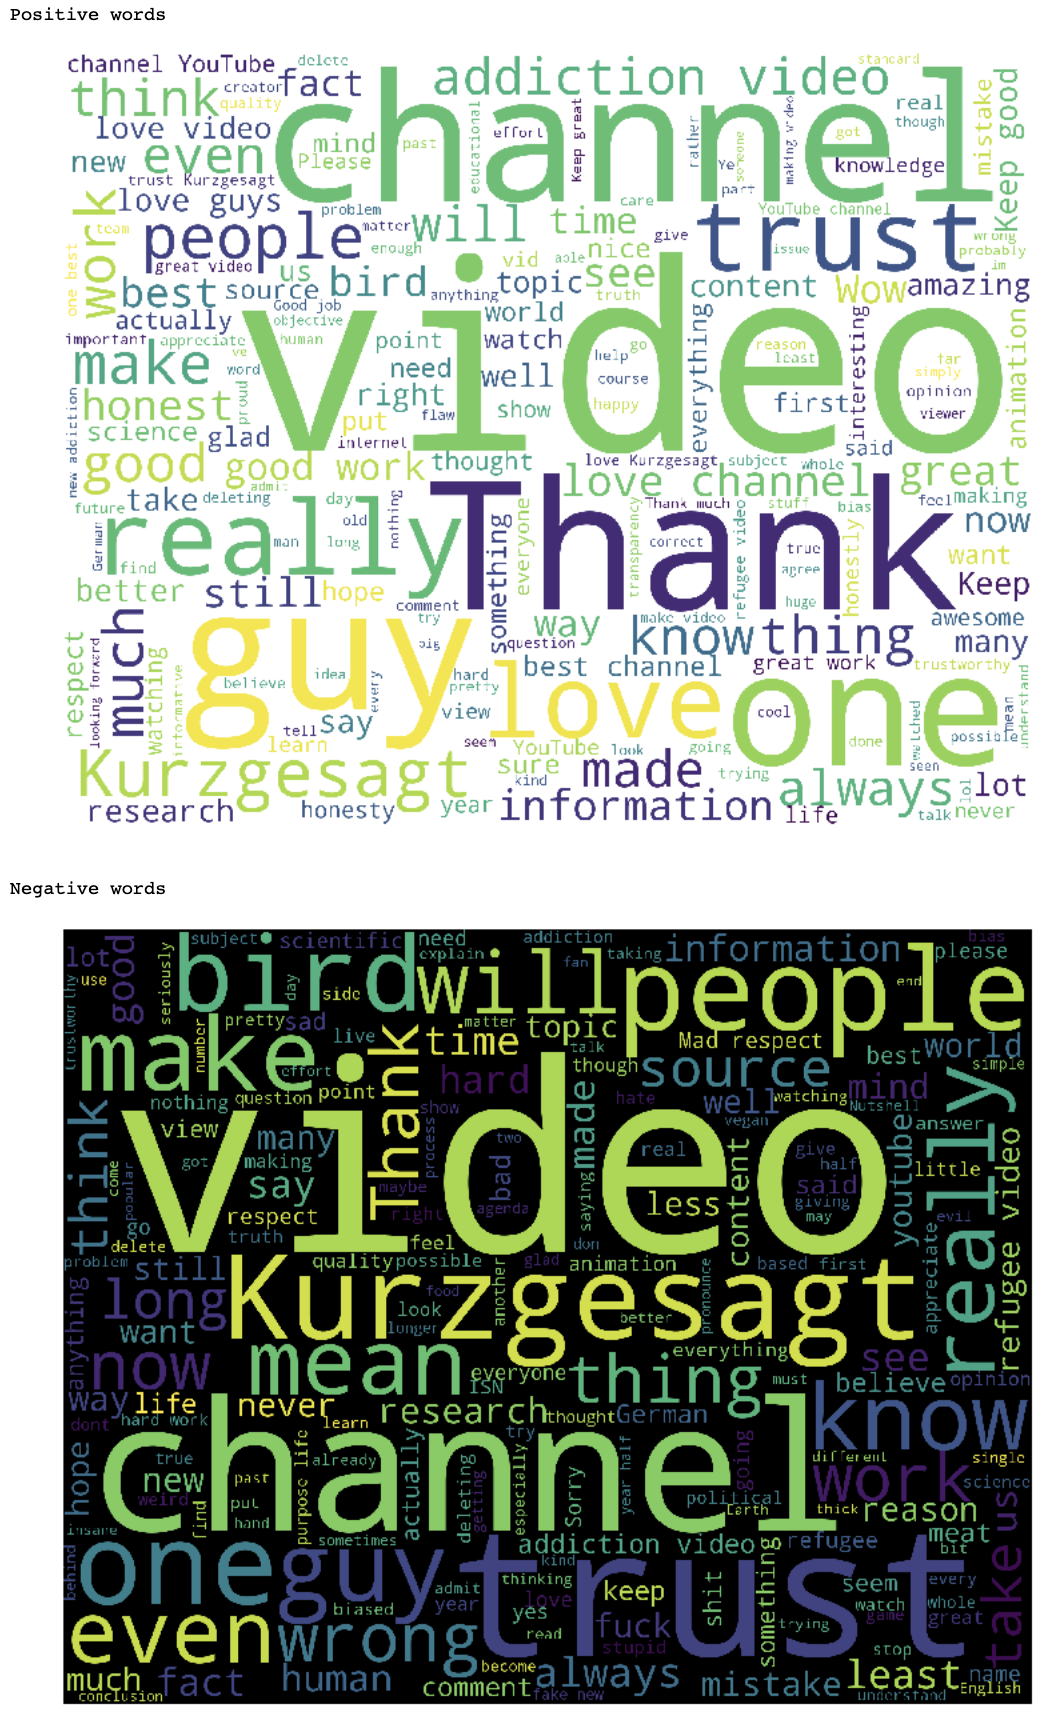 Positive words
channel YouTube
delete
standard
think
creator
fact
addiction video
quality
channel
real
though
mistake
Keep good
love video
mind
past
educational
effort
Keep great
rather
someone
making video
got
new
even
Please
Ye
part
knowledge
trust Kurzgesagt
love guys
problem
matter
will
care
time
give
YouTube channel
trust
work
team
people
enough
vid
able
nice
issue
wrong
probably
im
one best
great video
us
bird
anything
topic
see
truth
content
Wow
amazing
best
source
Good job
objective
world
actually
human
point
watch
everything
interesting
animation
important
appreciate
video
make
ve
word
need
well
help
go
reason
least
far
simply
proud
right
course
opinion
honest
flaw
show
happy
first
viewer
science
glad
put
internet
said
new addiction
good
good work
thought
love Kurzgesagt
subject
whole
great
admit
love channel
take
deleting
day
nothing
Thank much
stuff
bias
feel
making
future
old
Thank
now
German
really
man
long
something
everyone
transparency
correct
refugee video
true
honestly
want
find
agree
better
still
hope
comment
huge
Keep
try
way
make video
awesome
much
guy
big
question
know
thing
many
respect
looking forward
watching
informative
believe
idea
every
hard
pretty
best channel
great work
trustworthy
love
one
understand
say
view
cool
mean
tell
learn
seem
YouTube
look
going
done
watched
possible
Kurzgesagt
sure
kind
made
trying
seen
always
lol
lot
research
honesty
year
information
life
talk
never
Negative words
lot
good
subject
scientific
need
addiction
information
bias
use
seriously
bird
explain
fan
taking
please
trustworthy
day
side
will
people
end
number
pretty
sad
Thank
matter
topic
Mad respect
best
world
make
live
time
talk
though
source
simple
effort
hard
mind
nothing
question
point
show
made
hate
well
watching
Nutshell
think
view
many
process
two
vegan
youtube
answer
really
come
popular
got
making
bad
real
give
half
little
say
maybe
saying
less
content
said
go
respect
right
agenda
giving
refugee video
delete
truth
feel
video
don
may
evil
appreciate
problem
still
quality
possible
glad
animation
based first
anything
long
Kurzgesagt
food
another
pronounce
look
want
longer
better
now
mean
everyone
thing
everything
see
ISN
must
believe
opinion
way
life
never
research
thought
German
know
dont
hard work
learn
hope
true
channel
purpose life
already
actually
try
going
different
single
new
past
deleting
getting
especially
Sorry
year half
political
work
science
weird
find
put
Earth
thick
reason
us
insane
hand
sometimes
addiction video
refugee
meat
bit
behind
one
guy
kind
trust
something
take
admit
thinking
keep
seem
every
biased
year
yes
love
shit
watch
whole
even
wrong
read
fuck
trying
game
great
stupid
stop
much
fact
human
become
always
mistake
least
name
conclusion
comment
fake new
understand
English